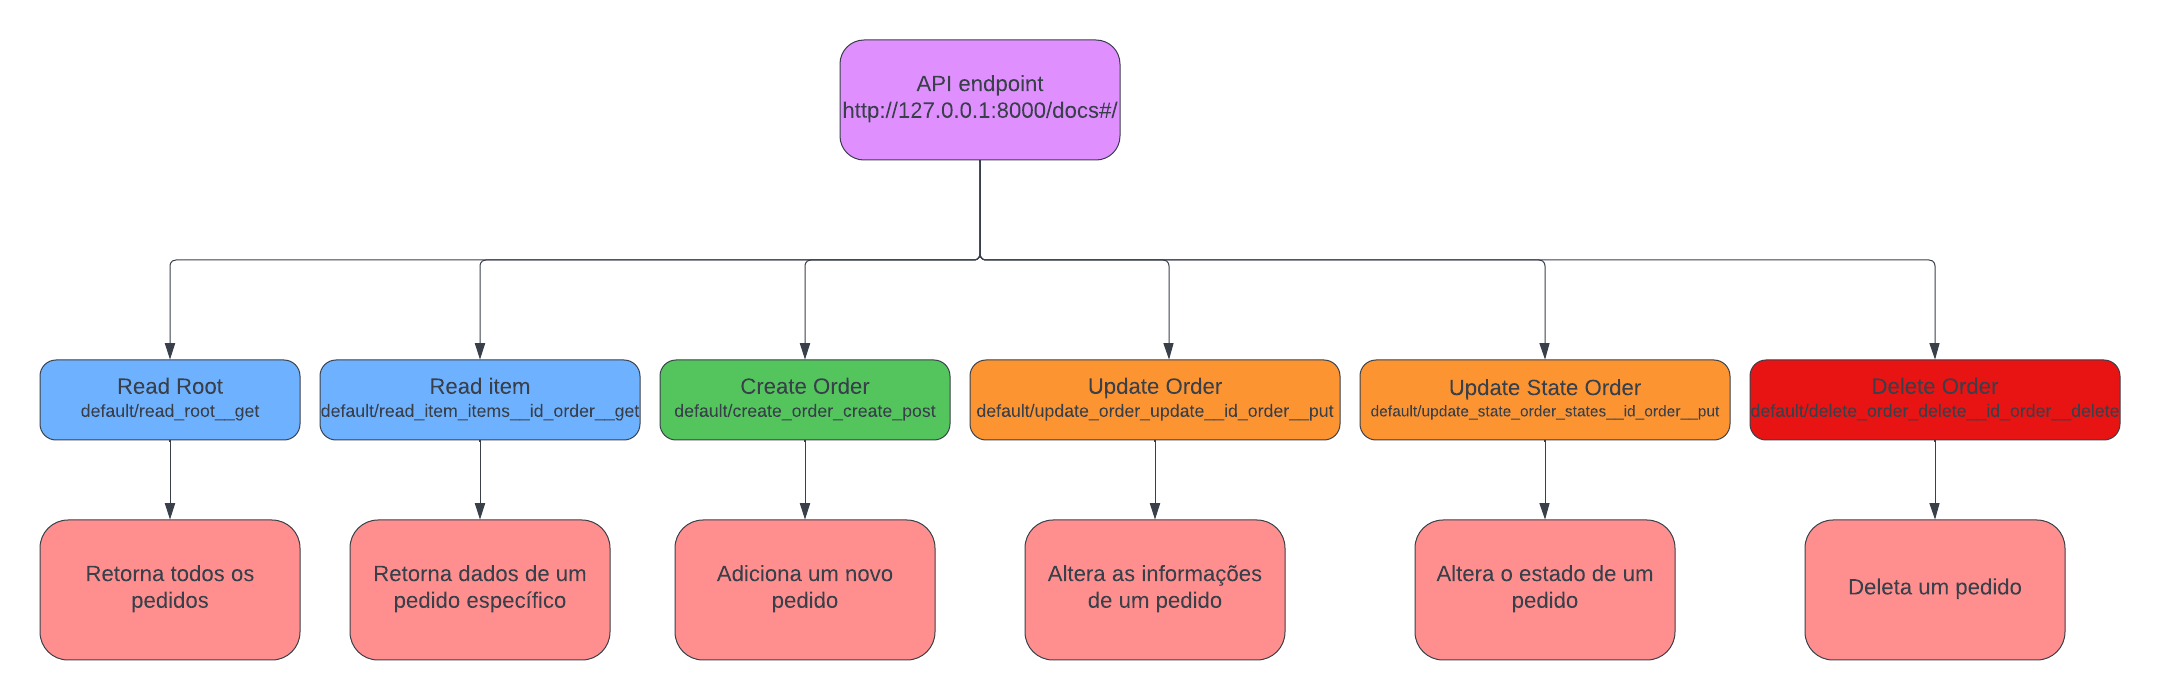 API endpoint
http://127.0.0.1:8000/docs#/
Read Root
default/read_root__get
Read item
default/read_item_items__id_order__get
Create Order
default/create_order_create_post
Update Order
default/update_order_update__id_order__put
Update State Order
default/update_state_order_states__id_order__put
Delete Order
default/delete_order_delete__id_order__delete
Retorna todos os
pedidos
Retorna dados de um
pedido específico
Adiciona um novo
pedido
Altera as informações
de um pedido
Altera o estado de um
pedido
Deleta um pedido